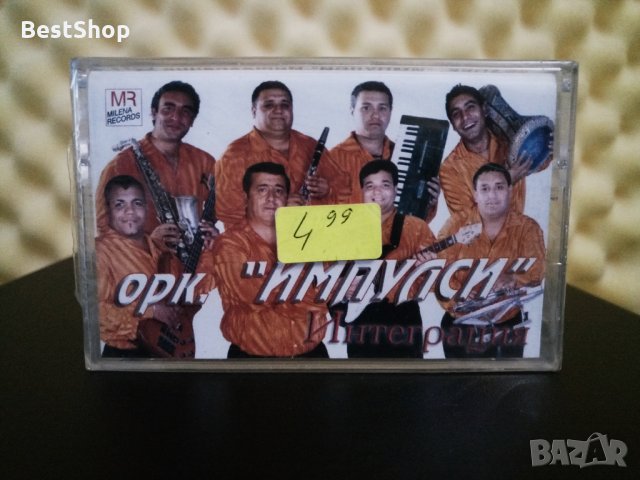 BestShop
MR
MILENA
RECORDS
4 99
орк. "ИМПУЛСИ"
Интеграция
BAZAR